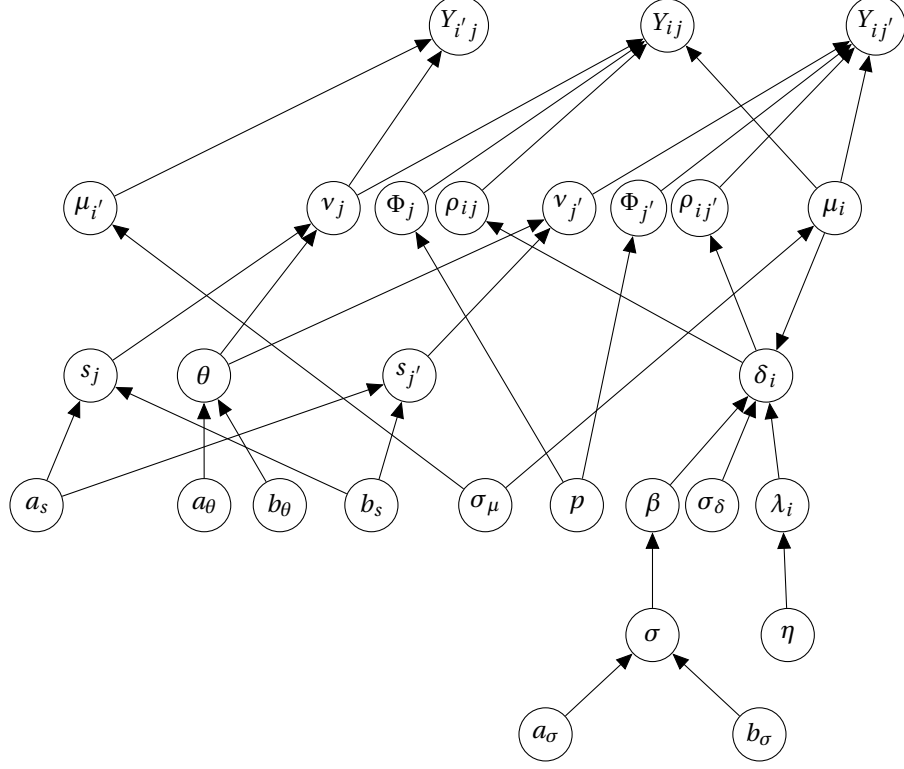 Y_{i'j} Y_{ij} Y_{ij'}
μ_{i'} ν_j Φ_j ρ_{ij} ν_{j'} Φ_{j'} ρ_{ij'} μ_i
s_j θ s_{j'} δ_i
a_s a_θ b_θ b_s σ_μ p β σ_δ λ_i
σ η
a_σ b_σ